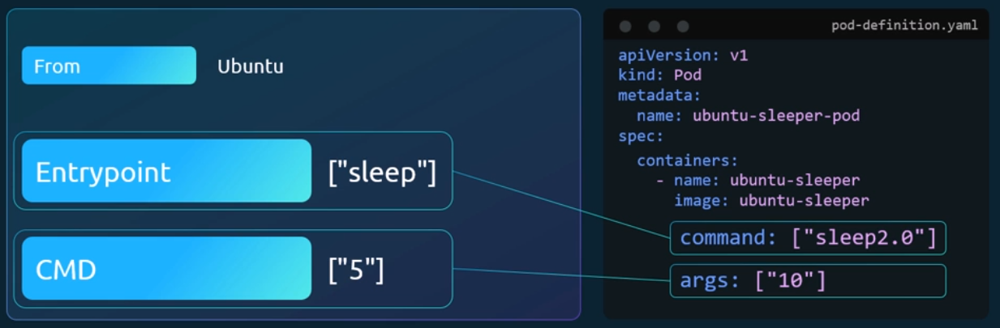 From Ubuntu
Entrypoint ["sleep"]
CMD ["5"]
pod-definition.yaml
apiVersion: v1
kind: Pod
metadata:
  name: ubuntu-sleeper-pod
spec:
  containers:
    - name: ubuntu-sleeper
      image: ubuntu-sleeper
      command: ["sleep2.0"]
      args: ["10"]